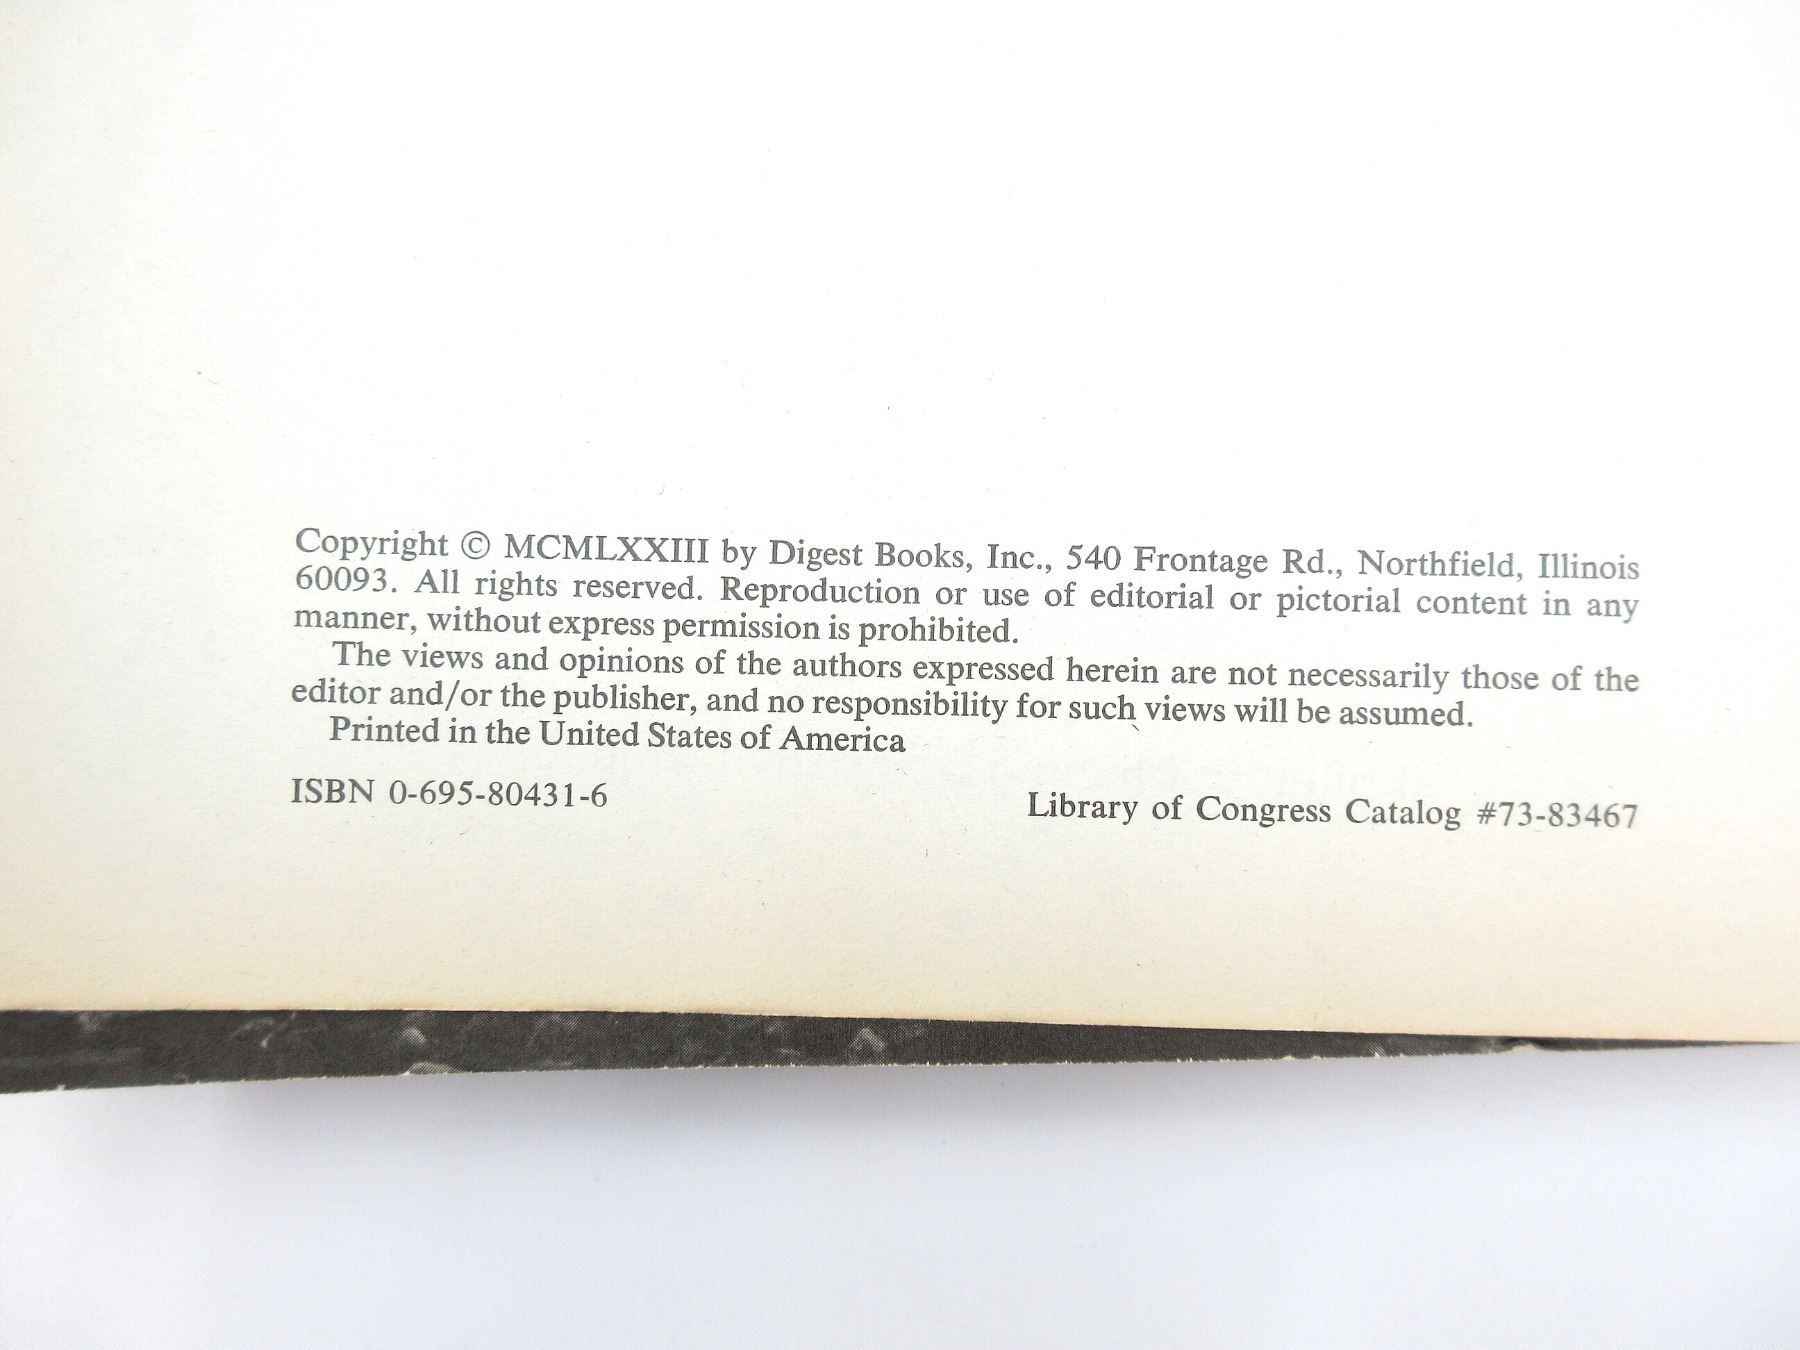 Copyright © MCMLXXIII by Digest Books, Inc., 540 Frontage Rd., Northfield, Illinois
60093. All rights reserved. Reproduction or use of editorial or pictorial content in any
manner, without express permission is prohibited.
The views and opinions of the authors expressed herein are not necessarily those of the
editor and/or the publisher, and no responsibility for such views will be assumed.
Printed in the United States of America
ISBN 0-695-80431-6
Library of Congress Catalog #73-83467